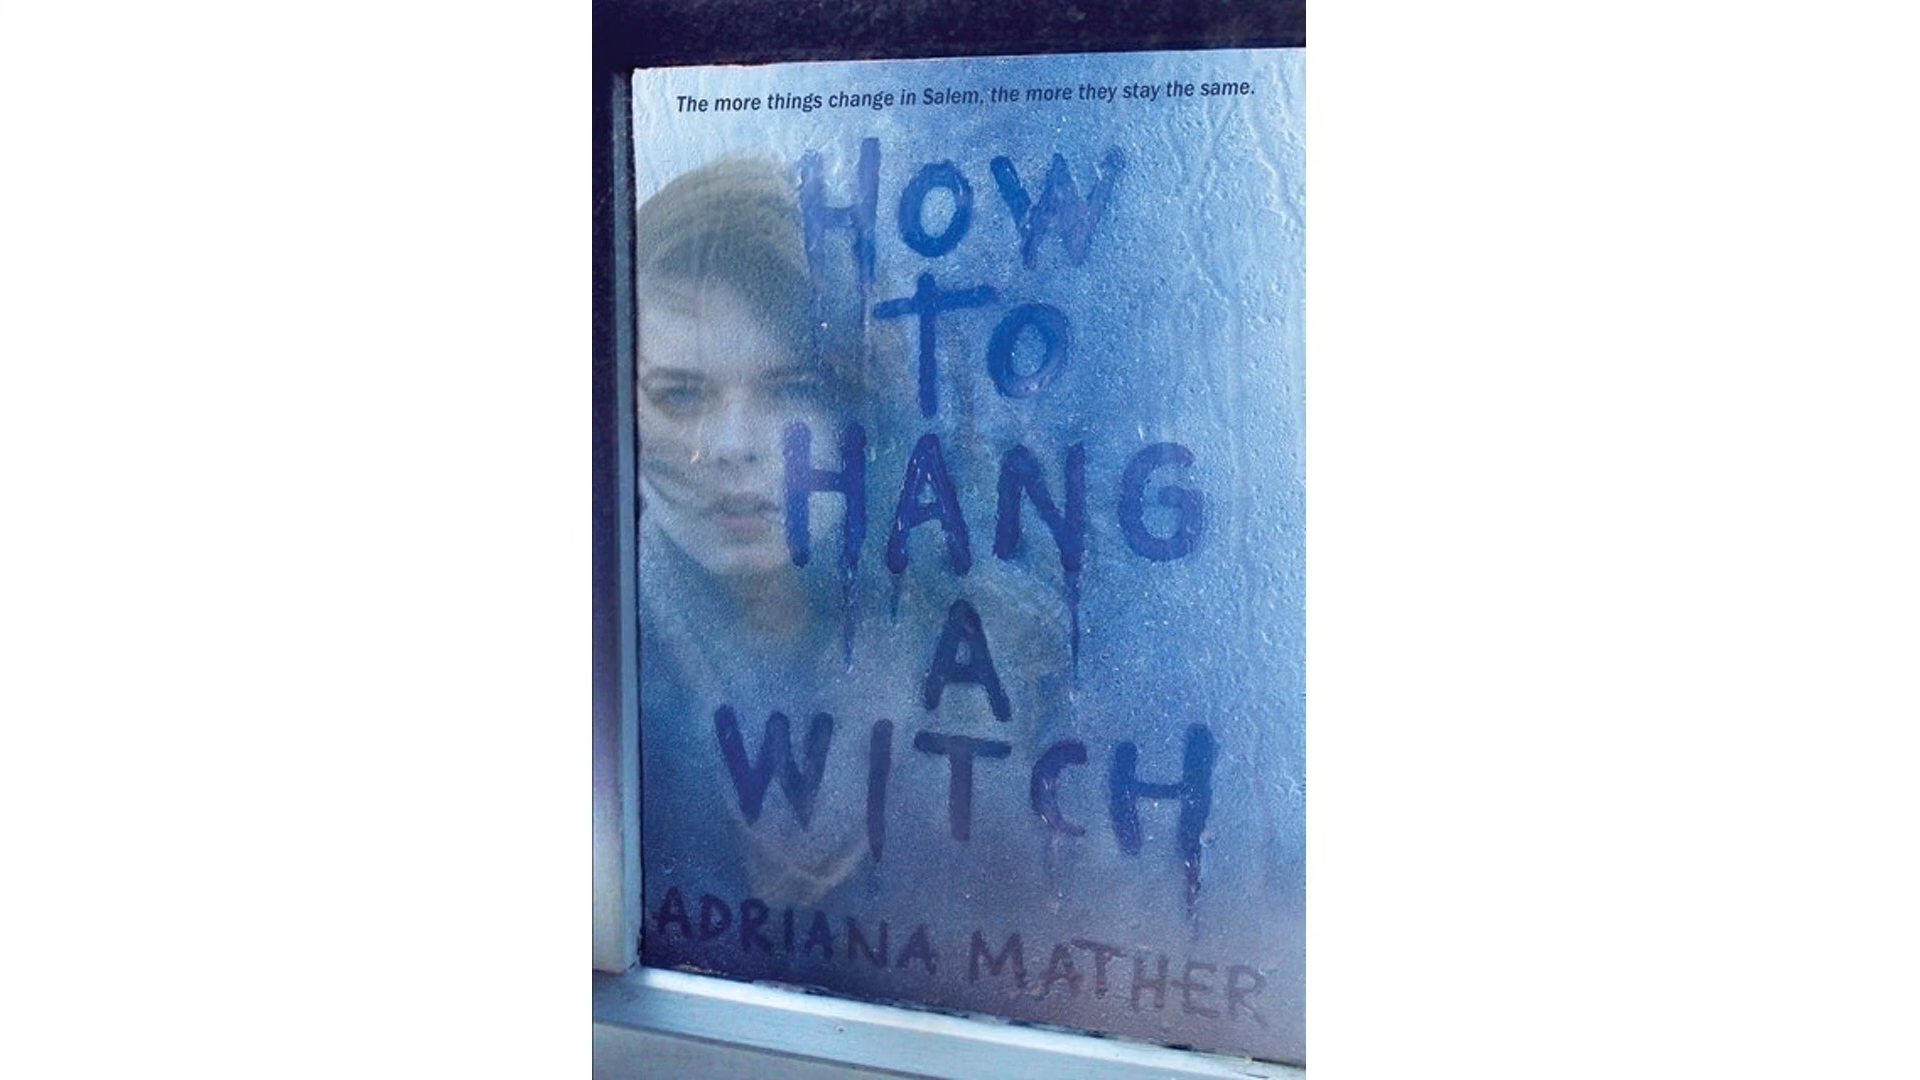 The more things change in Salem, the more they stay the same.
HOW
TO
HANG
A
WITCH
ADRIANA MATHER